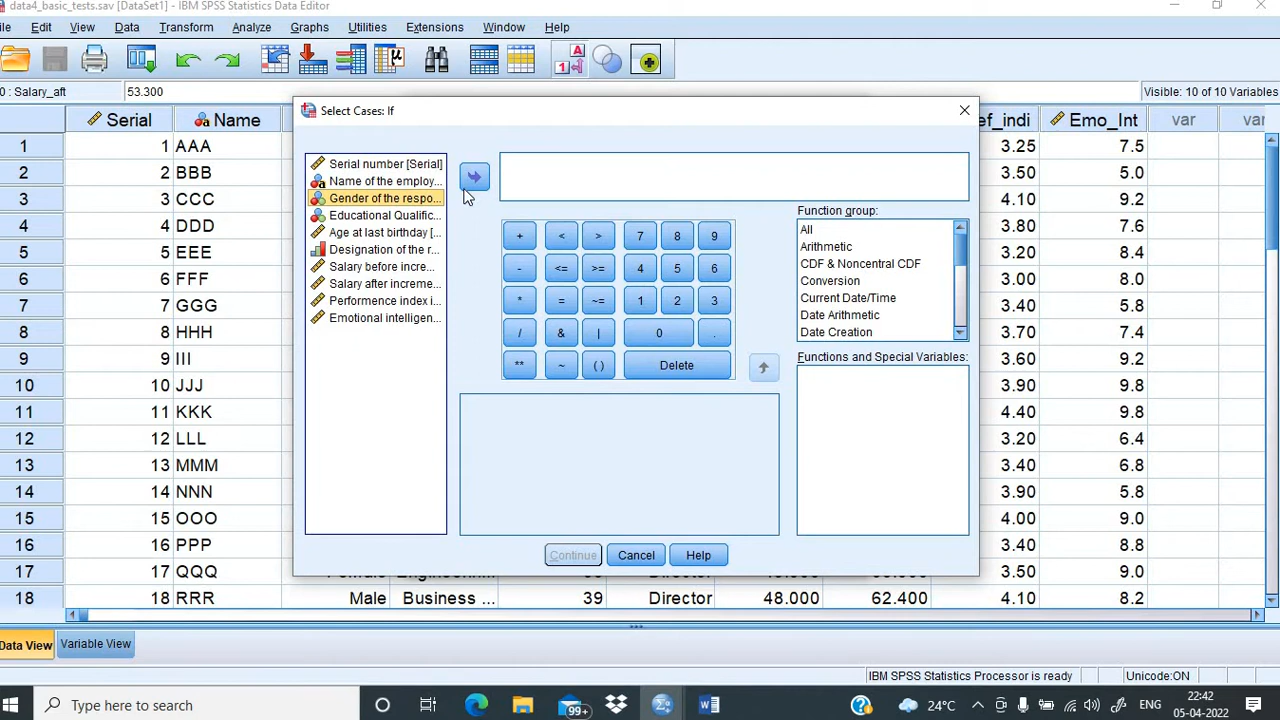 data4_basic_tests.sav [DataSet1] - IBM SPSS Statistics Data Editor
ile Edit View Data Transform Analyze Graphs Utilities Extensions Window Help
0 : Salary_aft 53.300 Visible: 10 of 10 Variables
Select Cases: If
Serial Name ef_indi Emo_Int var var
1 1 AAA 3.25 7.5
2 2 BBB 3.50 5.0
3 3 CCC 4.10 9.2
4 4 DDD 3.80 7.6
5 5 EEE 3.20 8.4
6 6 FFF 3.00 8.0
7 7 GGG 3.40 5.8
8 8 HHH 3.70 7.4
9 9 III 3.60 9.2
10 10 JJJ 3.90 9.8
11 11 KKK 4.40 9.8
12 12 LLL 3.20 6.4
13 13 MMM 3.40 6.8
14 14 NNN 3.90 5.8
15 15 OOO 4.00 9.0
16 16 PPP 3.40 8.2
17 17 QQQ 3.50 9.0
18 18 RRR Male Business ... 39 Director 48.000 62.400 4.10 8.2
Serial number [Serial]
Name of the employ...
Gender of the respo...
Educational Qualific...
Age at last birthday [...
Designation of the r...
Salary before incre...
Salary after increme...
Performence index i...
Emotional intelligen...
+ < > 7 8 9
- <= >= 4 5 6
* = ~= 1 2 3
/ & | 0 .
** ~ ( ) Delete
Function group:
All
Arithmetic
CDF & Noncentral CDF
Conversion
Current Date/Time
Date Arithmetic
Date Creation
Functions and Special Variables:
Continue Cancel Help
Data View Variable View
IBM SPSS Statistics Processor is ready Unicode:ON
Type here to search 99+ 24°C ENG 22:42
05-04-2022